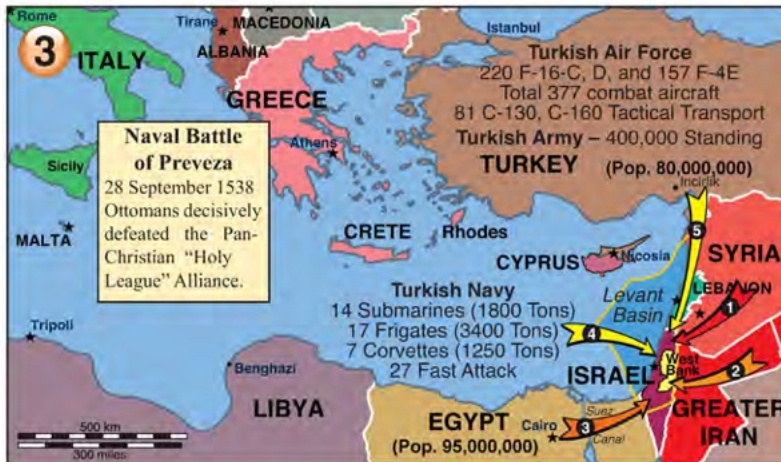 Rome
Tirane
MACEDONIA
Istanbul
3
ITALY
ALBANIA
GREECE
Turkish Air Force
220 F-16-C, D, and 157 F-4E
Total 377 combat aircraft
81 C-130, C-160 Tactical Transport
Turkish Army – 400,000 Standing
TURKEY
(Pop. 80,000,000)
Incirlik
Naval Battle
of Preveza
28 September 1538
Ottomans decisively
defeated the Pan-
Christian “Holy
League” Alliance.
Athens
Sicily
MALTA
CRETE
Rhodes
CYPRUS
Nicosia
5
SYRIA
LEBANON
Levant
Basin
1
Turkish Navy
14 Submarines (1800 Tons)
17 Frigates (3400 Tons)
7 Corvettes (1250 Tons)
27 Fast Attack
4
Tripoli
Benghazi
West
Bank
2
ISRAEL
LIBYA
EGYPT
(Pop. 95,000,000)
Cairo
Suez
Canal
3
GREATER
IRAN
500 km
300 miles